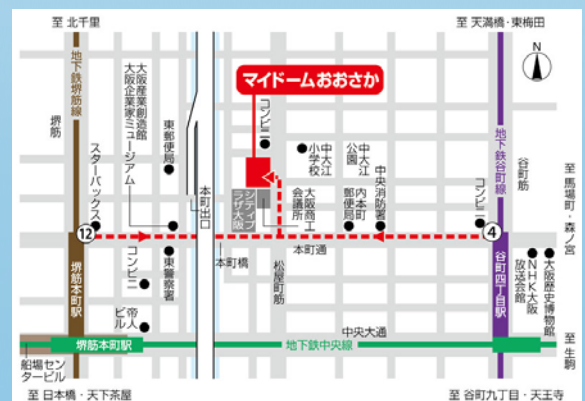 至 北千里
至 天満橋・東梅田
N
マイドームおおさか
地下鉄堺筋線
堺筋
スターバックス
大阪産業創造館
大阪企業家ミュージアム
東郵便局
本町出口
コンビニ
中大江
小学校
中大江
公園
内本町
郵便局
中央消防署
地下鉄谷町線
谷町筋
コンビニ
至 馬場町・森ノ宮
シティプラザ大阪
大阪商工
会議所
12
4
本町橋
本町通
松屋町筋
堺筋本町駅
コンビニ
東警察署
帝人
ビル
谷町四丁目駅
NHK大阪
放送会館
大阪歴史博物館
中央大通
堺筋本町駅
地下鉄中央線
至 生駒
船場セン
タービル
至 日本橋・天下茶屋
至 谷町九丁目・天王寺